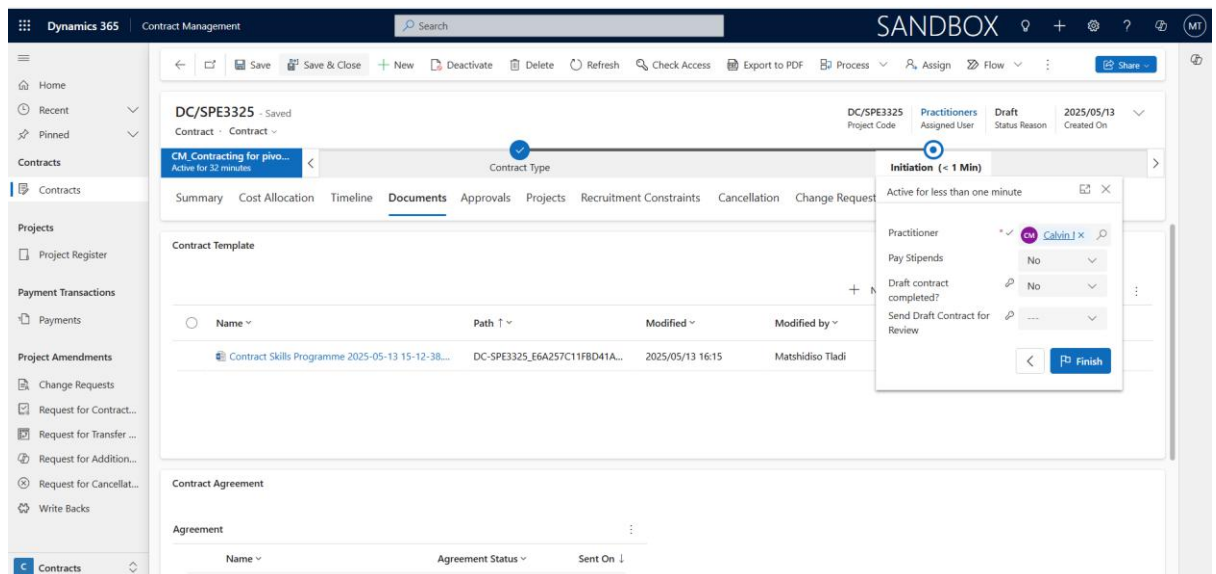 Dynamics 365 Contract Management Search SANDBOX MT
Save Save & Close New Deactivate Delete Refresh Check Access Export to PDF Process Assign Flow Share
Home
Recent
Pinned
Contracts
Contracts
Projects
Project Register
Payment Transactions
Payments
Project Amendments
Change Requests
Request for Contract...
Request for Transfer ...
Request for Addition...
Request for Cancellat...
Write Backs
C Contracts
DC/SPE3325 - Saved
Contract · Contract
DC/SPE3325 Practitioners Draft 2025/05/13
Project Code Assigned User Status Reason Created On
CM_Contracting for pivo...
Active for 32 minutes
Contract Type
Initiation (< 1 Min)
Summary Cost Allocation Timeline Documents Approvals Projects Recruitment Constraints Cancellation Change Request
Active for less than one minute
Practitioner * CM Calvin
Pay Stipends No
Draft contract completed? No
Send Draft Contract for Review ---
Finish
Contract Template
Name Path ↑ Modified Modified by
Contract Skills Programme 2025-05-13 15-12-38.... DC-SPE3325_E6A257C11FBD41A... 2025/05/13 16:15 Matshidiso Tladi
Contract Agreement
Agreement
Name Agreement Status Sent On ↓